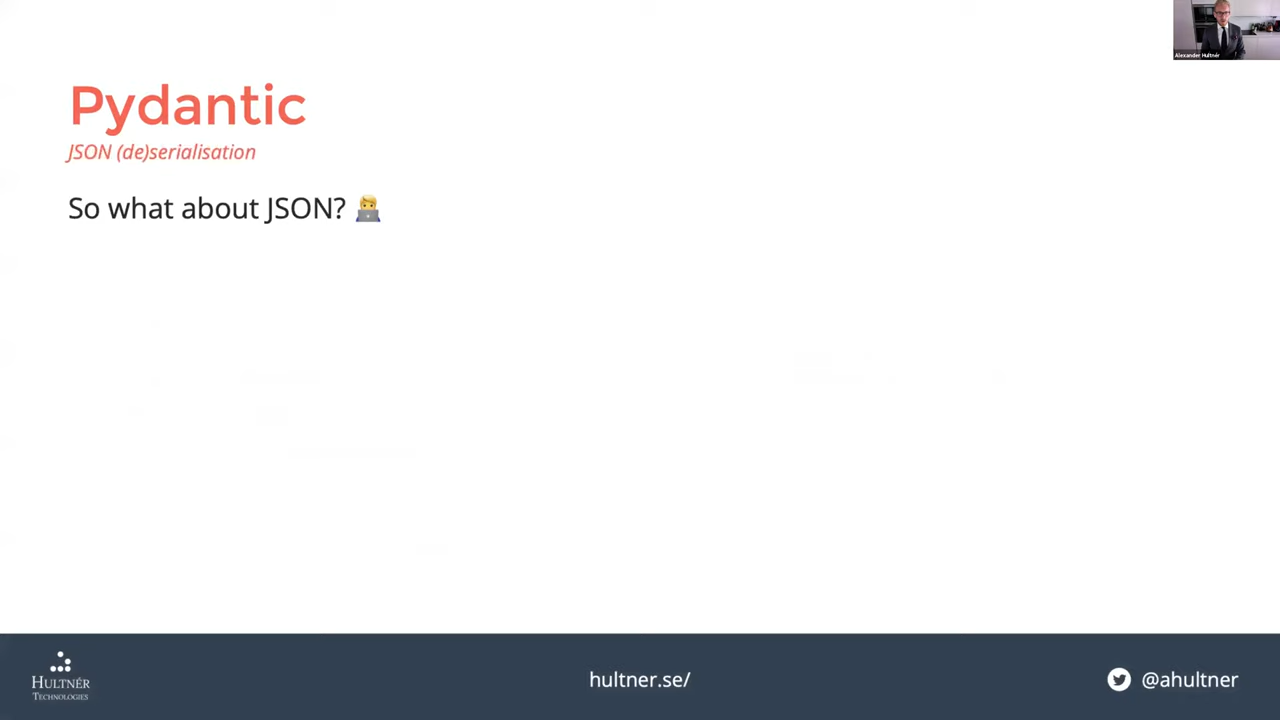 Alexander Hultnér
Pydantic
JSON (de)serialisation
So what about JSON?
HULTNÉR
TECHNOLOGIES
hultner.se/
@ahultner